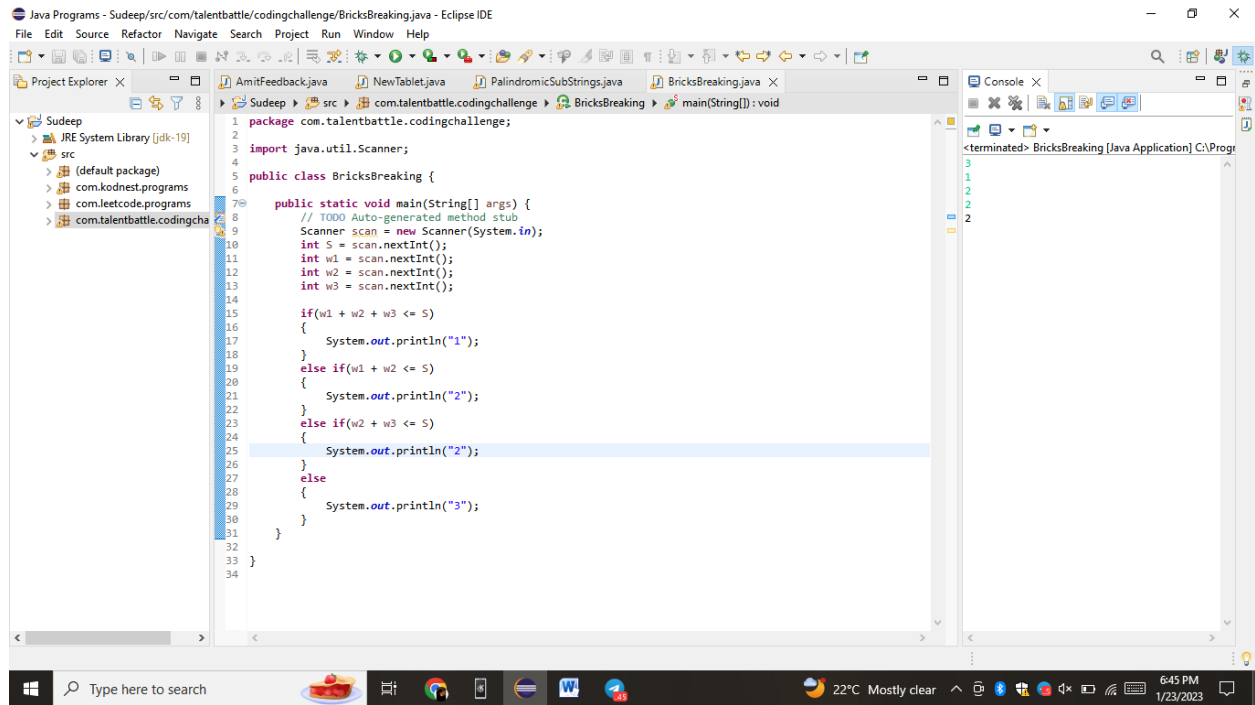 Java Programs - Sudeep/src/com/talentbattle/codingchallenge/BricksBreaking.java - Eclipse IDE
File Edit Source Refactor Navigate Search Project Run Window Help
Project Explorer
AmitFeedback.java NewTablet.java PalindromicSubStrings.java BricksBreaking.java
Console
Sudeep src com.talentbattle.codingchallenge BricksBreaking main(String[]) : void
Sudeep
JRE System Library [jdk-19]
src
(default package)
com.kodnest.programs
com.leetcode.programs
com.talentbattle.codingcha
1 package com.talentbattle.codingchallenge;
2
3 import java.util.Scanner;
4
5 public class BricksBreaking {
6
7 public static void main(String[] args) {
8 // TODO Auto-generated method stub
9 Scanner scan = new Scanner(System.in);
10 int S = scan.nextInt();
11 int w1 = scan.nextInt();
12 int w2 = scan.nextInt();
13 int w3 = scan.nextInt();
14
15 if(w1 + w2 + w3 <= S)
16 {
17 System.out.println("1");
18 }
19 else if(w1 + w2 <= S)
20 {
21 System.out.println("2");
22 }
23 else if(w2 + w3 <= S)
24 {
25 System.out.println("2");
26 }
27 else
28 {
29 System.out.println("3");
30 }
31 }
32
33 }
34
<terminated> BricksBreaking [Java Application] C:\Progr
3
1
2
2
2
Type here to search
45
22°C Mostly clear
6:45 PM
1/23/2023